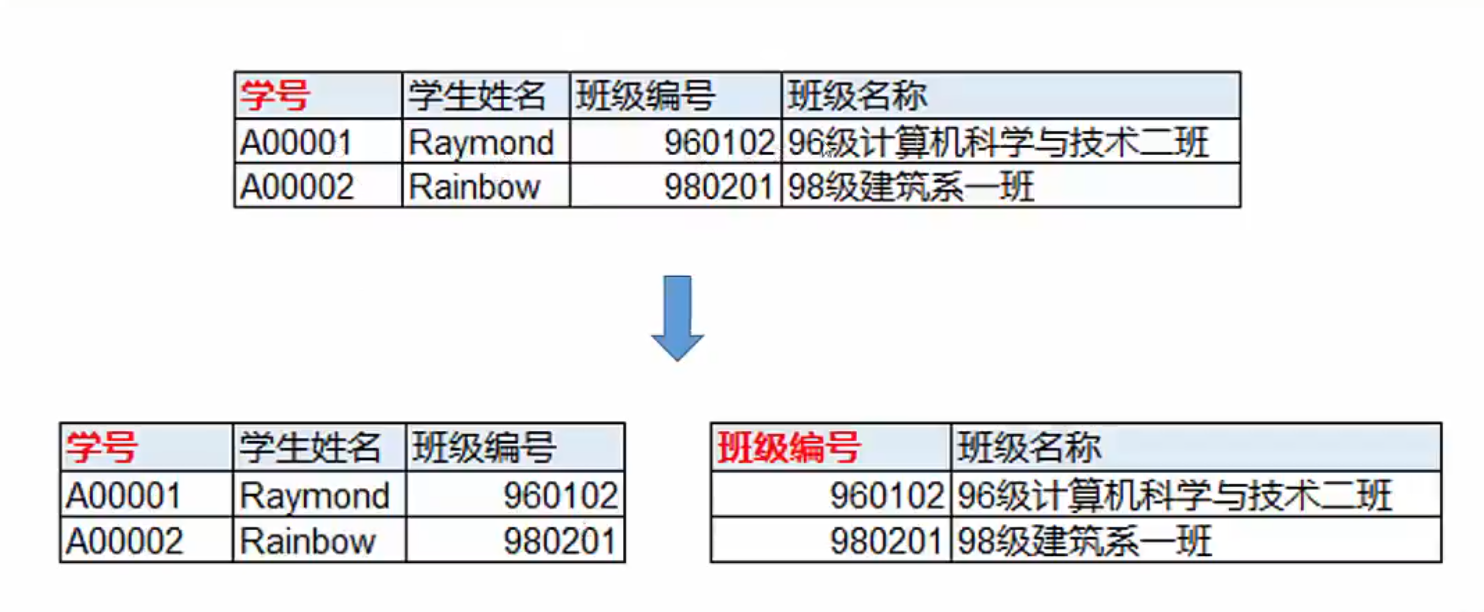 学号 学生姓名 班级编号 班级名称
A00001 Raymond 960102 96级计算机科学与技术二班
A00002 Rainbow 980201 98级建筑系一班
学号 学生姓名 班级编号
A00001 Raymond 960102
A00002 Rainbow 980201
班级编号 班级名称
960102 96级计算机科学与技术二班
980201 98级建筑系一班